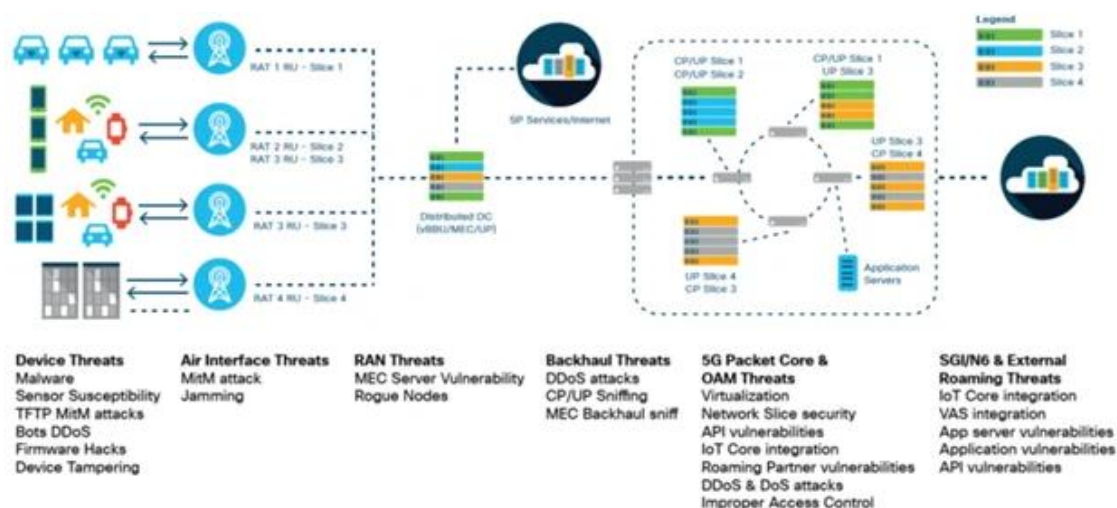 Legend
Slice 1
Slice 2
Slice 3
Slice 4
RAT 1 RU - Slice 1
RAT 2 RU - Slice 2
RAT 3 RU - Slice 3
RAT 3 RU - Slice 3
RAT 4 RU - Slice 4
SP Services/Internet
Distributed DC
(vBBU/MEC/UP)
CP/UP Slice 1
CP/UP Slice 2
CP/UP Slice 1
UP Slice 3
UP Slice 3
CP Slice 4
UP Slice 4
CP Slice 3
Application
Servers
Device Threats
Malware
Sensor Susceptibility
TFTP MitM attacks
Bots DDoS
Firmware Hacks
Device Tampering
Air Interface Threats
MitM attack
Jamming
RAN Threats
MEC Server Vulnerability
Rogue Nodes
Backhaul Threats
DDoS attacks
CP/UP Sniffing
MEC Backhaul sniff
5G Packet Core &
OAM Threats
Virtualization
Network Slice security
API vulnerabilities
IoT Core integration
Roaming Partner vulnerabilities
DDoS & DoS attacks
Improper Access Control
SGI/N6 & External
Roaming Threats
IoT Core integration
VAS integration
App server vulnerabilities
Application vulnerabilities
API vulnerabilities